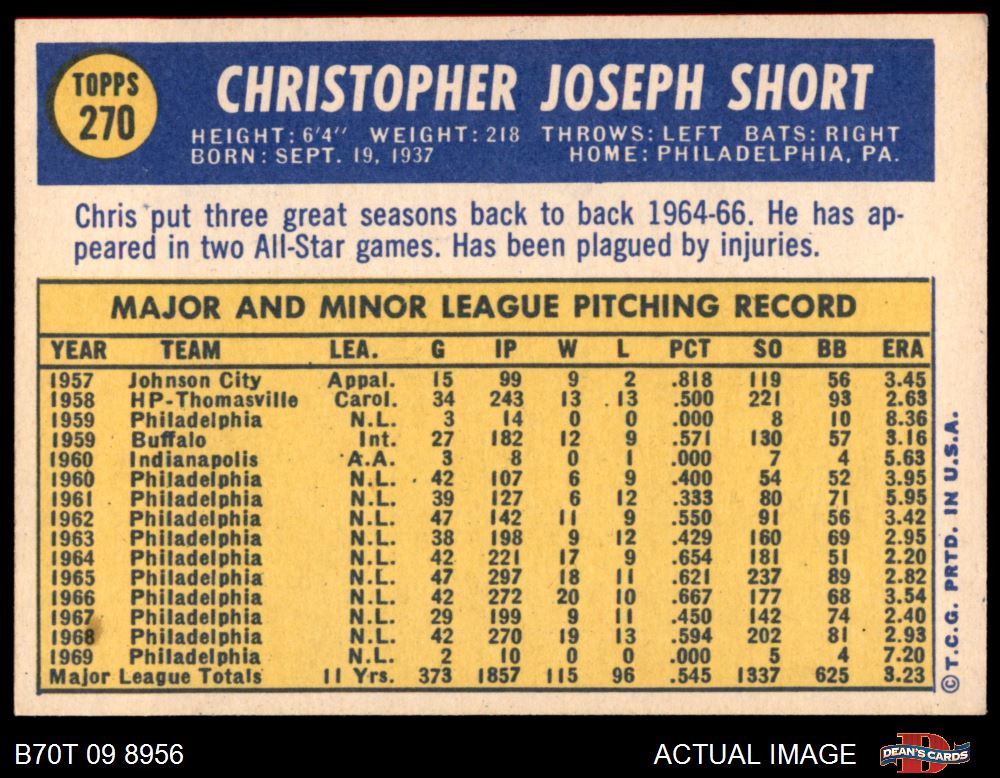 TOPPS
270
CHRISTOPHER JOSEPH SHORT
HEIGHT: 6'4" WEIGHT: 218 THROWS: LEFT BATS: RIGHT
BORN: SEPT. 19, 1937 HOME: PHILADELPHIA, PA.
Chris put three great seasons back to back 1964-66. He has ap-
peared in two All-Star games. Has been plagued by injuries.
MAJOR AND MINOR LEAGUE PITCHING RECORD
YEAR TEAM LEA. G IP W L PCT SO BB ERA
1957 Johnson City Appal. 15 99 9 2 .818 119 56 3.45
1958 HP-Thomasville Carol. 34 243 13 13 .500 221 93 2.63
1959 Philadelphia N.L. 3 14 0 0 .000 8 10 8.36
1959 Buffalo Int. 27 182 12 9 .571 130 57 3.16
1960 Indianapolis A.A. 3 8 0 1 .000 7 4 5.63
1960 Philadelphia N.L. 42 107 6 9 .400 54 52 3.95
1961 Philadelphia N.L. 39 127 6 12 .333 80 71 5.95
1962 Philadelphia N.L. 47 142 11 9 .550 91 56 3.42
1963 Philadelphia N.L. 38 198 9 12 .429 160 69 2.95
1964 Philadelphia N.L. 42 221 17 9 .654 181 51 2.20
1965 Philadelphia N.L. 47 297 18 11 .621 237 89 2.82
1966 Philadelphia N.L. 42 272 20 10 .667 177 68 3.54
1967 Philadelphia N.L. 29 199 9 11 .450 142 74 2.40
1968 Philadelphia N.L. 42 270 19 13 .594 202 81 2.93
1969 Philadelphia N.L. 2 10 0 0 .000 5 4 7.20
Major League Totals 11 Yrs. 373 1857 115 96 .545 1337 625 3.23
©T.C.G. PRTD. IN U.S.A.
B70T 09 8956 ACTUAL IMAGE
DEAN'S CARDS